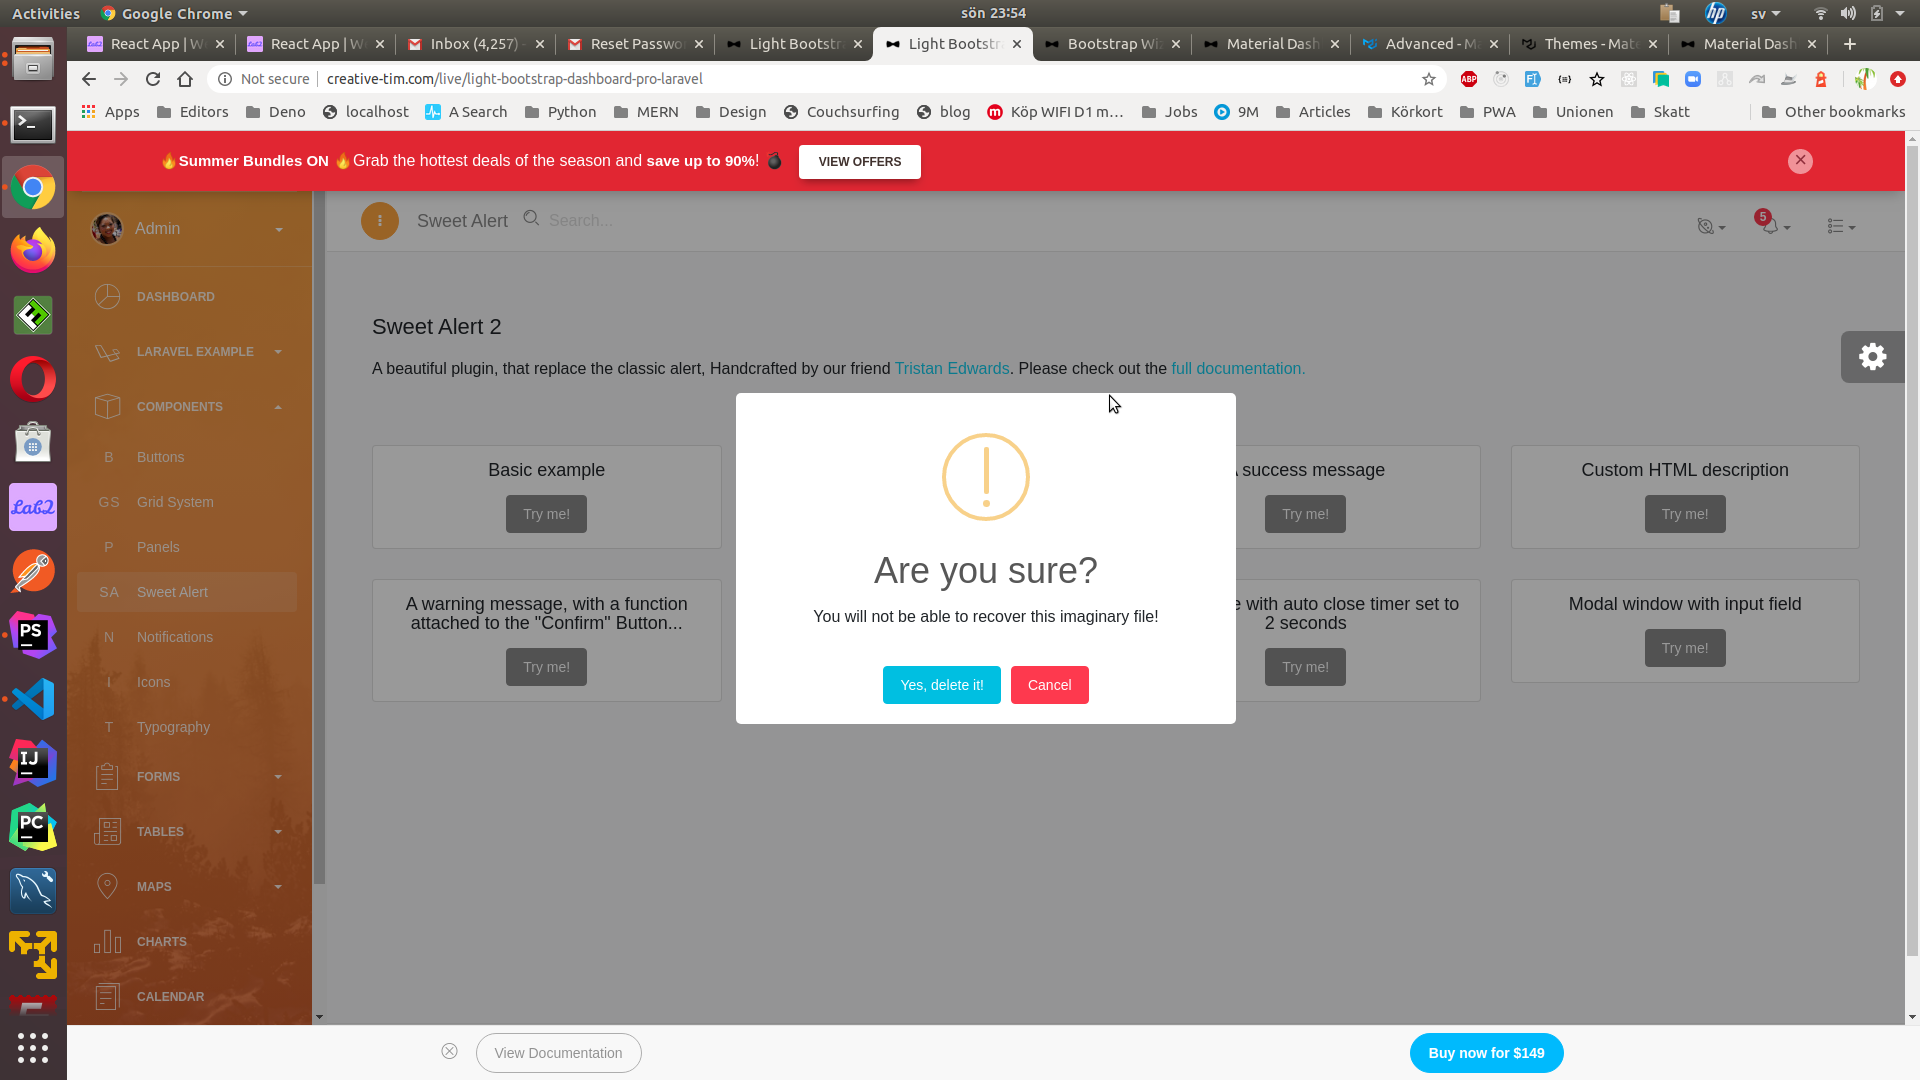 Activities
Google Chrome
sön 23:54
sv
React App | W
React App | W
Inbox (4,257) -
Reset Passwo
Light Bootstr
Light Bootstr
Bootstrap Wiz
Material Dash
Advanced - M
Themes - Mate
Material Dash
Not secure
creative-tim.com/live/light-bootstrap-dashboard-pro-laravel
ABP
Apps
Editors
Deno
localhost
A Search
Python
MERN
Design
Couchsurfing
blog
Köp WIFI D1 m...
Jobs
9M
Articles
Körkort
PWA
Unionen
Skatt
Other bookmarks
Summer Bundles ON Grab the hottest deals of the season and save up to 90%!
VIEW OFFERS
Admin
Sweet Alert
Search...
5
DASHBOARD
LARAVEL EXAMPLE
COMPONENTS
B Buttons
GS Grid System
P Panels
SA Sweet Alert
N Notifications
I Icons
T Typography
FORMS
TABLES
MAPS
CHARTS
CALENDAR
Sweet Alert 2
A beautiful plugin, that replace the classic alert, Handcrafted by our friend Tristan Edwards. Please check out the full documentation.
Basic example
Try me!
A success message
Try me!
Custom HTML description
Try me!
A warning message, with a function
attached to the "Confirm" Button...
Try me!
e with auto close timer set to
2 seconds
Try me!
Modal window with input field
Try me!
Are you sure?
You will not be able to recover this imaginary file!
Yes, delete it!
Cancel
View Documentation
Buy now for $149
hp
Lab2
PS
IJ
PC